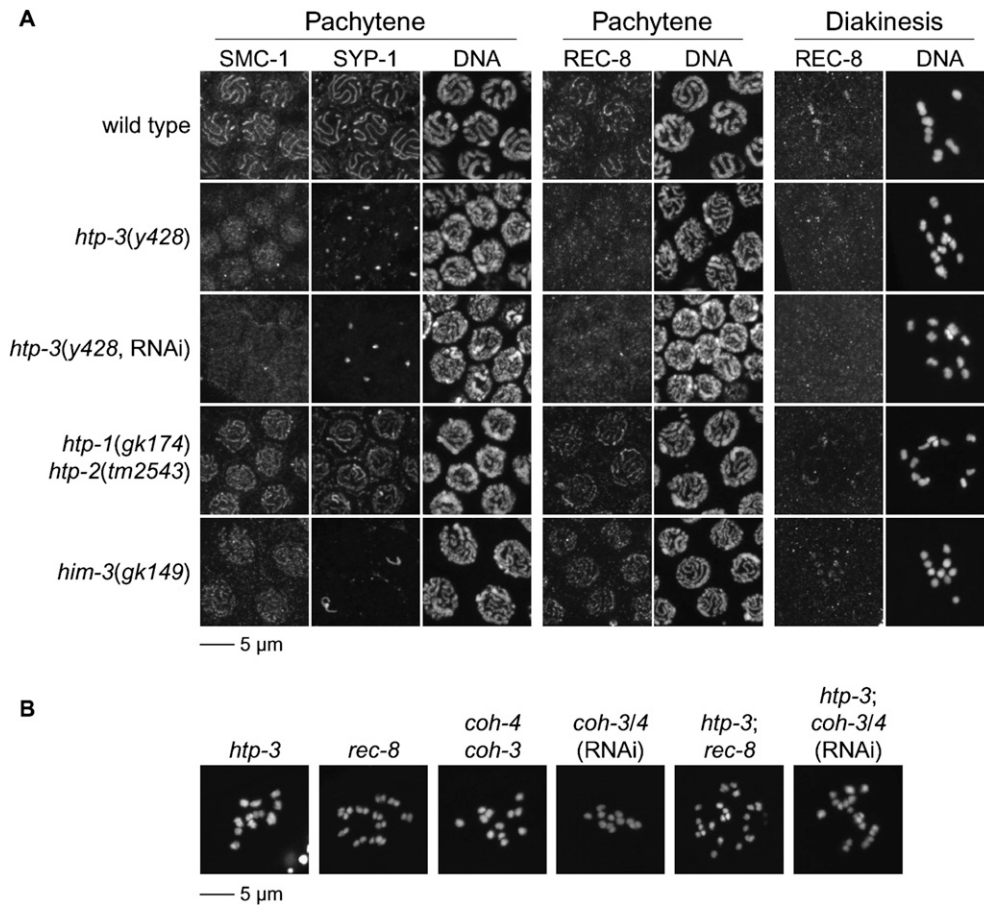 A
Pachytene Pachytene Diakinesis
SMC-1 SYP-1 DNA REC-8 DNA REC-8 DNA
wild type
htp-3(y428)
htp-3(y428, RNAi)
htp-1(gk174)
htp-2(tm2543)
him-3(gk149)
5 μm
B
htp-3
rec-8
coh-4
coh-3
coh-3/4
(RNAi)
htp-3;
rec-8
htp-3;
coh-3/4
(RNAi)
5 μm